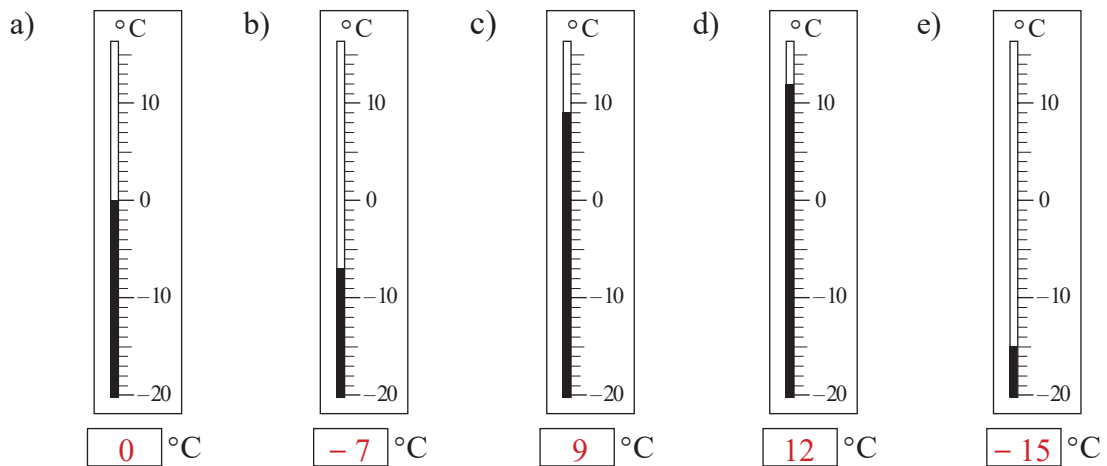 a) b) c) d) e)
°C °C °C °C °C
10 10 10 10 10
0 0 0 0 0
–10 –10 –10 –10 –10
–20 –20 –20 –20 –20
0 °C – 7 °C 9 °C 12 °C – 15 °C